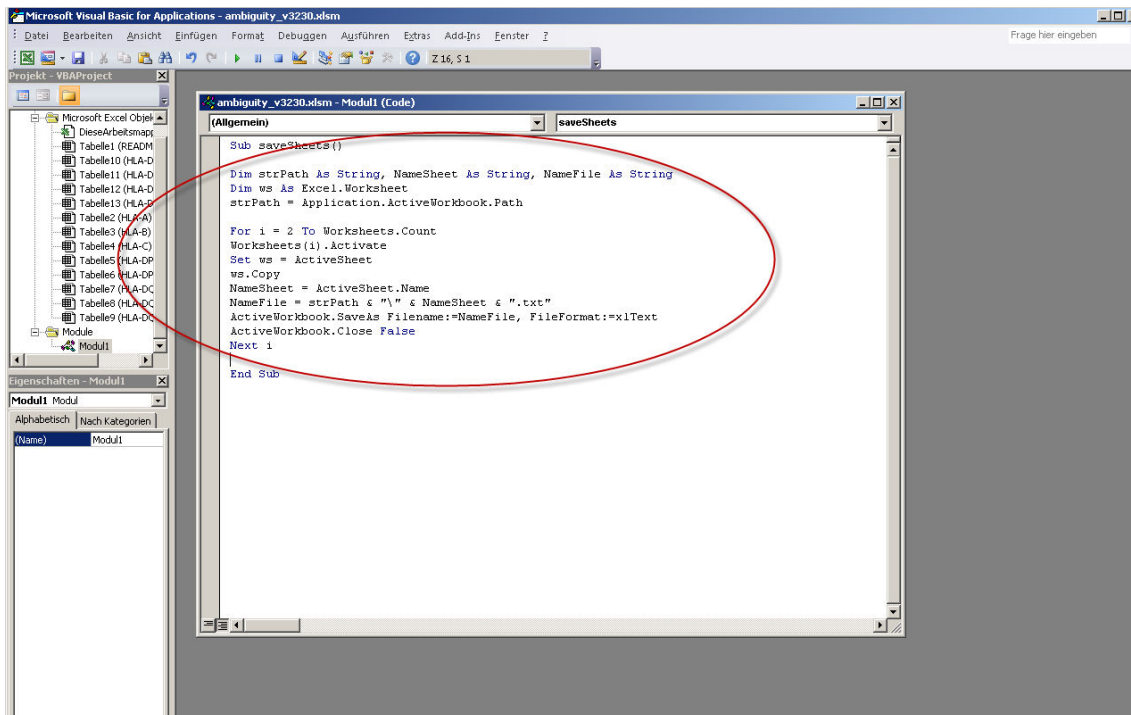 Microsoft Visual Basic for Applications - ambiguity_v3230.xlsm
Datei Bearbeiten Ansicht Einfügen Format Debuggen Ausführen Extras Add-Ins Fenster ? Frage hier eingeben
Z 16, S 1
Projekt - VBAProject
Microsoft Excel Objek
DieseArbeitsmapp
Tabelle1 (READM
Tabelle10 (HLA-D
Tabelle11 (HLA-D
Tabelle12 (HLA-D
Tabelle13 (HLA-D
Tabelle2 (HLA-A)
Tabelle3 (HLA-B)
Tabelle4 (HLA-C)
Tabelle5 (HLA-DP
Tabelle6 (HLA-DP
Tabelle7 (HLA-DQ
Tabelle8 (HLA-DQ
Tabelle9 (HLA-DQ
Module
Modul1
Eigenschaften - Modul1
Modul1 Modul
Alphabetisch Nach Kategorien
(Name) Modul1
ambiguity_v3230.xlsm - Modul1 (Code)
(Allgemein) saveSheets
Sub saveSheets()
Dim strPath As String, NameSheet As String, NameFile As String
Dim ws As Excel.Worksheet
strPath = Application.ActiveWorkbook.Path
For i = 2 To Worksheets.Count
Worksheets(i).Activate
Set ws = ActiveSheet
ws.Copy
NameSheet = ActiveSheet.Name
NameFile = strPath & "\" & NameSheet & ".txt"
ActiveWorkbook.SaveAs Filename:=NameFile, FileFormat:=xlText
ActiveWorkbook.Close False
Next i
End Sub